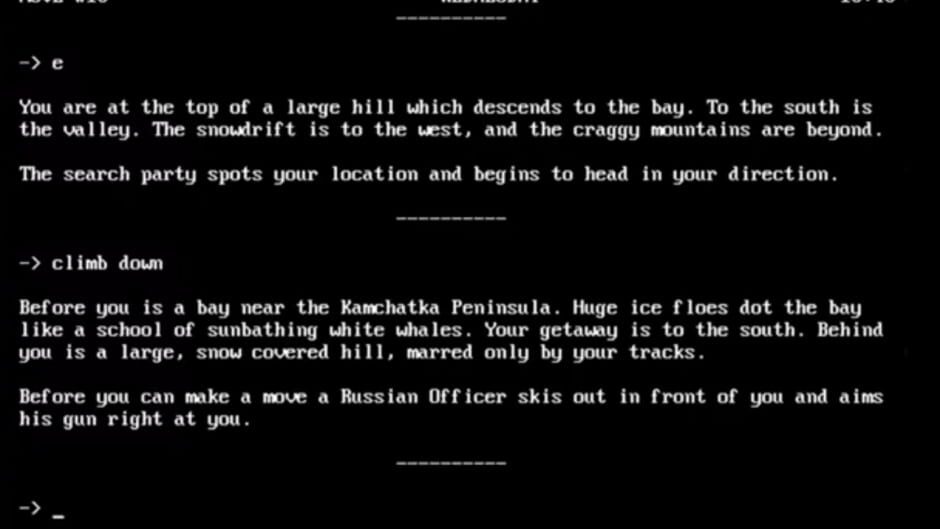 -> e
You are at the top of a large hill which descends to the bay. To the south is
the valley. The snowdrift is to the west, and the craggy mountains are beyond.
The search party spots your location and begins to head in your direction.
----------
-> climb down
Before you is a bay near the Kamchatka Peninsula. Huge ice floes dot the bay
like a school of sunbathing white whales. Your getaway is to the south. Behind
you is a large, snow covered hill, marred only by your tracks.
Before you can make a move a Russian Officer skis out in front of you and aims
his gun right at you.
----------
-> _